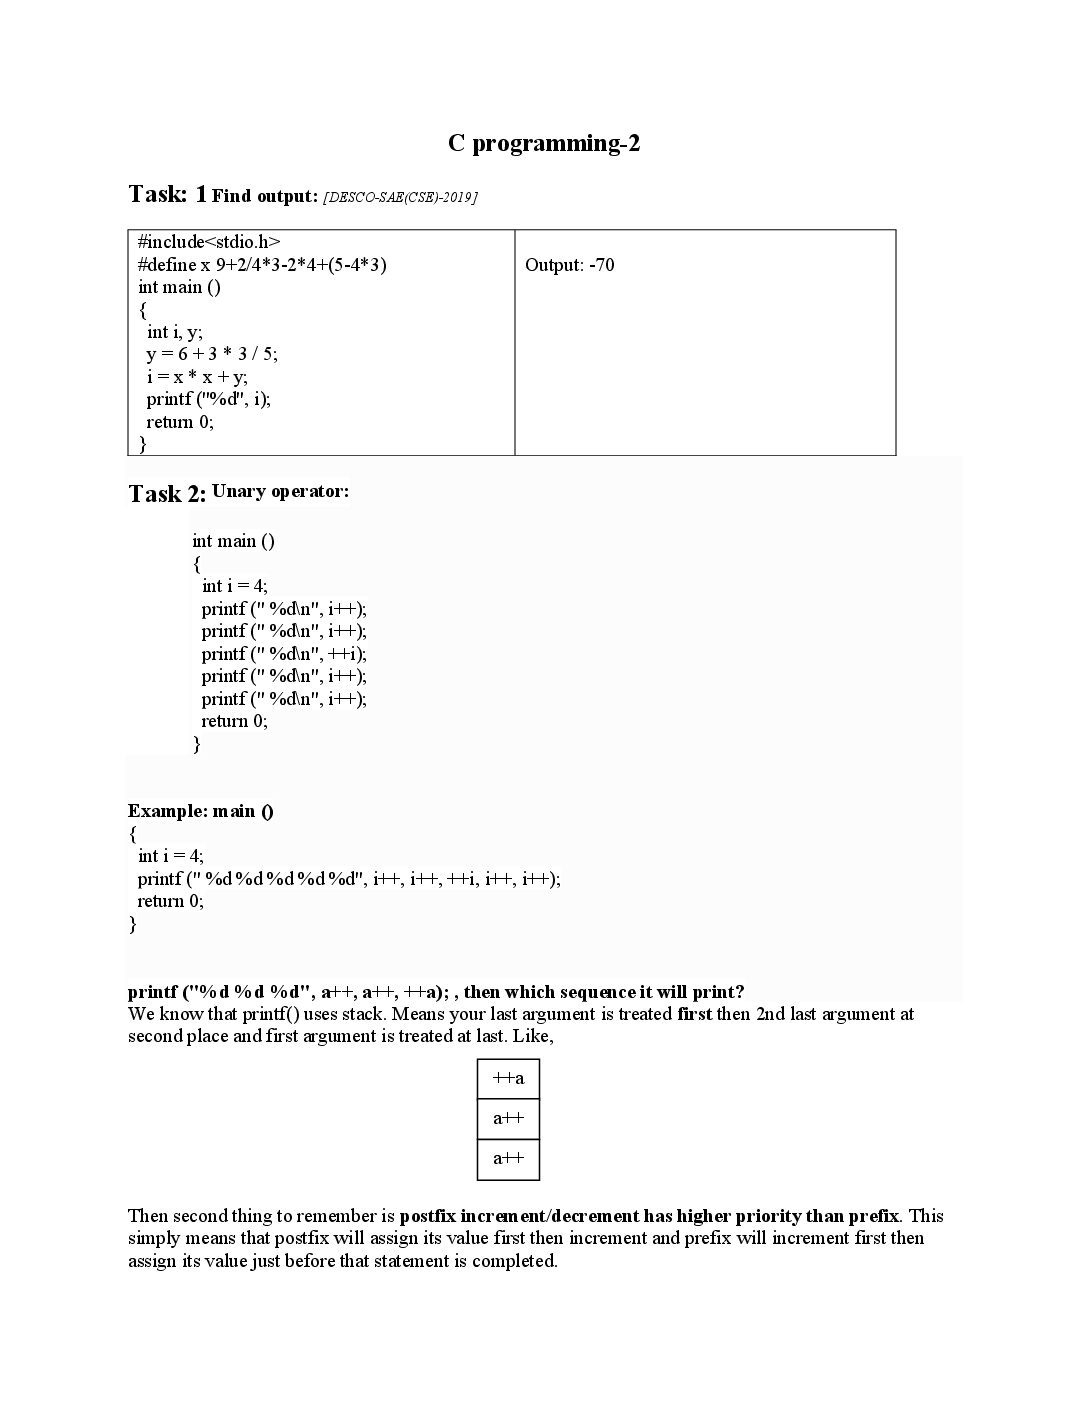 C programming-2
Task: 1 Find output: [DESCO-SAE(CSE)-2019]
#include<stdio.h>
#define x 9+2/4*3-2*4+(5-4*3)
int main ()
{
int i, y;
y = 6 + 3 * 3 / 5;
i = x * x + y;
printf ("%d", i);
return 0;
}
Output: -70
Task 2: Unary operator:
int main ()
{
int i = 4;
printf (" %d\n", i++);
printf (" %d\n", i++);
printf (" %d\n", ++i);
printf (" %d\n", i++);
printf (" %d\n", i++);
return 0;
}
Example: main ()
{
int i = 4;
printf (" %d %d %d %d %d", i++, i++, ++i, i++, i++);
return 0;
}
printf ("%d %d %d", a++, a++, ++a); , then which sequence it will print?
We know that printf() uses stack. Means your last argument is treated first then 2nd last argument at
second place and first argument is treated at last. Like,
++a
a++
a++
Then second thing to remember is postfix increment/decrement has higher priority than prefix. This
simply means that postfix will assign its value first then increment and prefix will increment first then
assign its value just before that statement is completed.